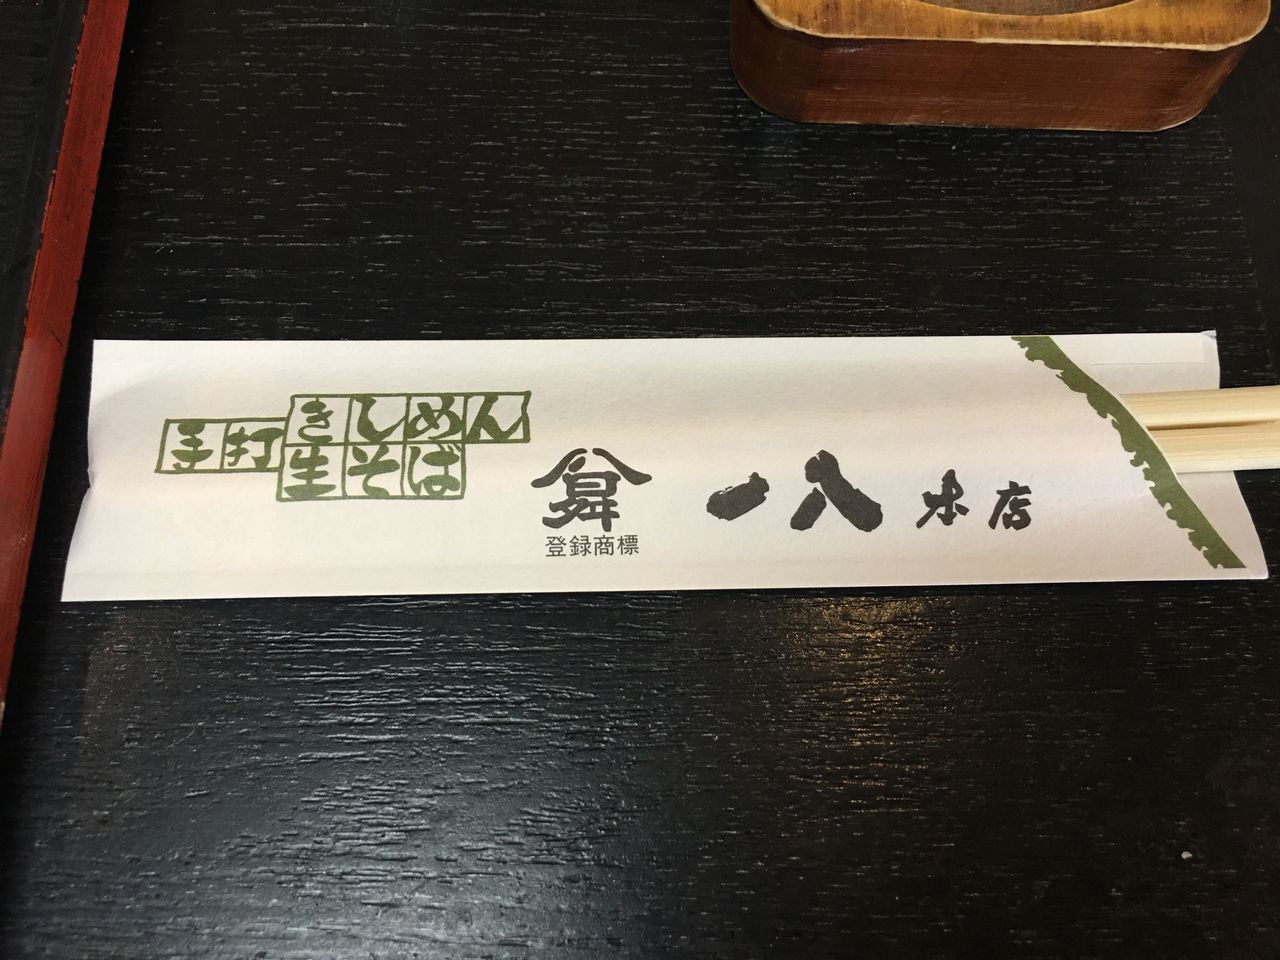 手打
きしめん
生そば
登録商標
一八 本店